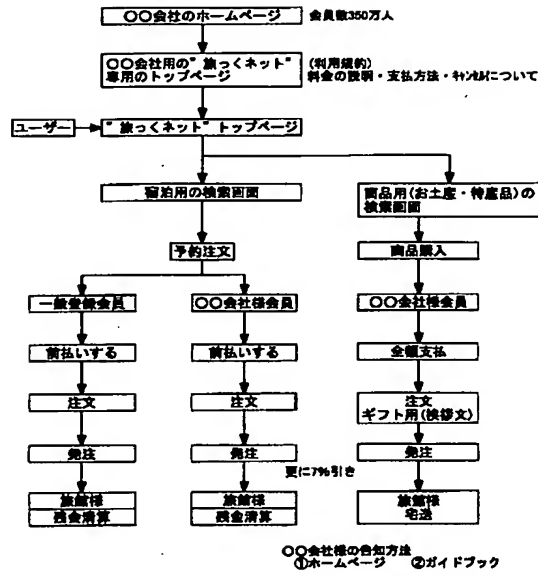 〇〇会社のホームページ
会員数350万人
〇〇会社用の"旅っくネット"
専用のトップページ
(利用規約)
料金の説明・支払方法・キャンセルについて
ユーザー
"旅っくネット"トップページ
宿泊用の検索画面
商品用(お土産・特産品)の
検索画面
予約注文
商品購入
一般登録会員
〇〇会社様会員
〇〇会社様会員
前払いする
前払いする
全額支払
注文
注文
注文
ギフト用(挨拶文)
発注
発注
発注
更に7%引き
旅館様
残金清算
旅館様
残金清算
旅館様
宅送
〇〇会社様の告知方法
①ホームページ ②ガイドブック